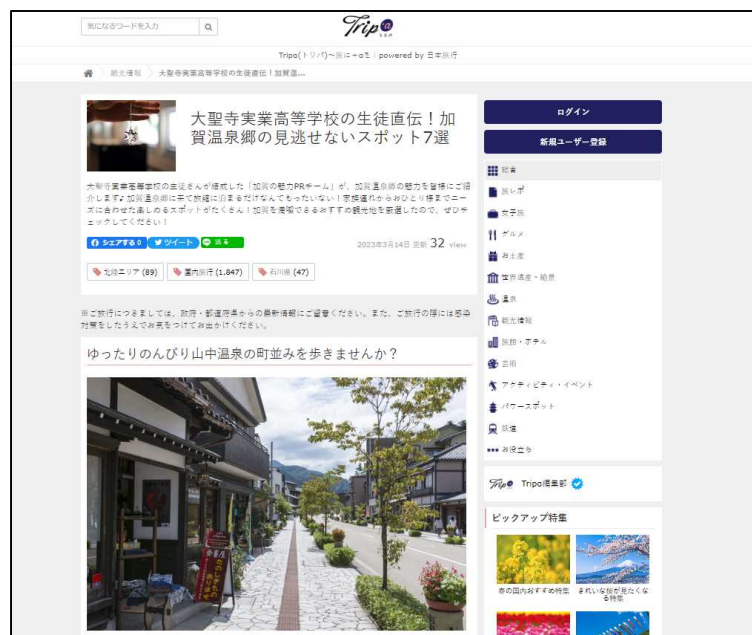 気になるワードを入力
Tripα
トリパ
Tripα(トリパ)～旅に＋αを｜powered by 日本旅行
観光情報
大聖寺実業高等学校の生徒直伝！加賀温...
大聖寺実業高等学校の生徒直伝！加
賀温泉郷の見逃せないスポット7選
大聖寺実業高等学校の生徒さんが結成した「加賀の魅力PRチーム」が、加賀温泉郷の魅力を皆様にご紹
介します♪加賀温泉郷に来て旅館に泊まるだけなんてもったいない！家族連れからおひとり様までニー
ズに合わせた楽しめるスポットがたくさん！加賀を満喫できるおすすめ観光地を厳選したので、ぜひチ
ェックしてください！
シェアする 0
ツイート
送る
2023年3月14日 更新 32 view
北陸エリア (89)
国内旅行 (1,847)
石川県 (47)
※ご旅行につきましては、政府・都道府県からの最新情報にご留意ください。また、ご旅行の際には感染
対策をしたうえでお気をつけてお出かけください。
ゆったりのんびり山中温泉の町並みを歩きませんか？
ログイン
新規ユーザー登録
総合
旅レポ
女子旅
グルメ
お土産
世界遺産・絶景
温泉
観光情報
旅館・ホテル
芸術
アクティビティ・イベント
パワースポット
鉄道
お役立ち
Tripα Tripα編集部
ピックアップ特集
春の国内おすすめ特集
きれいな桜が見たくな
る特集